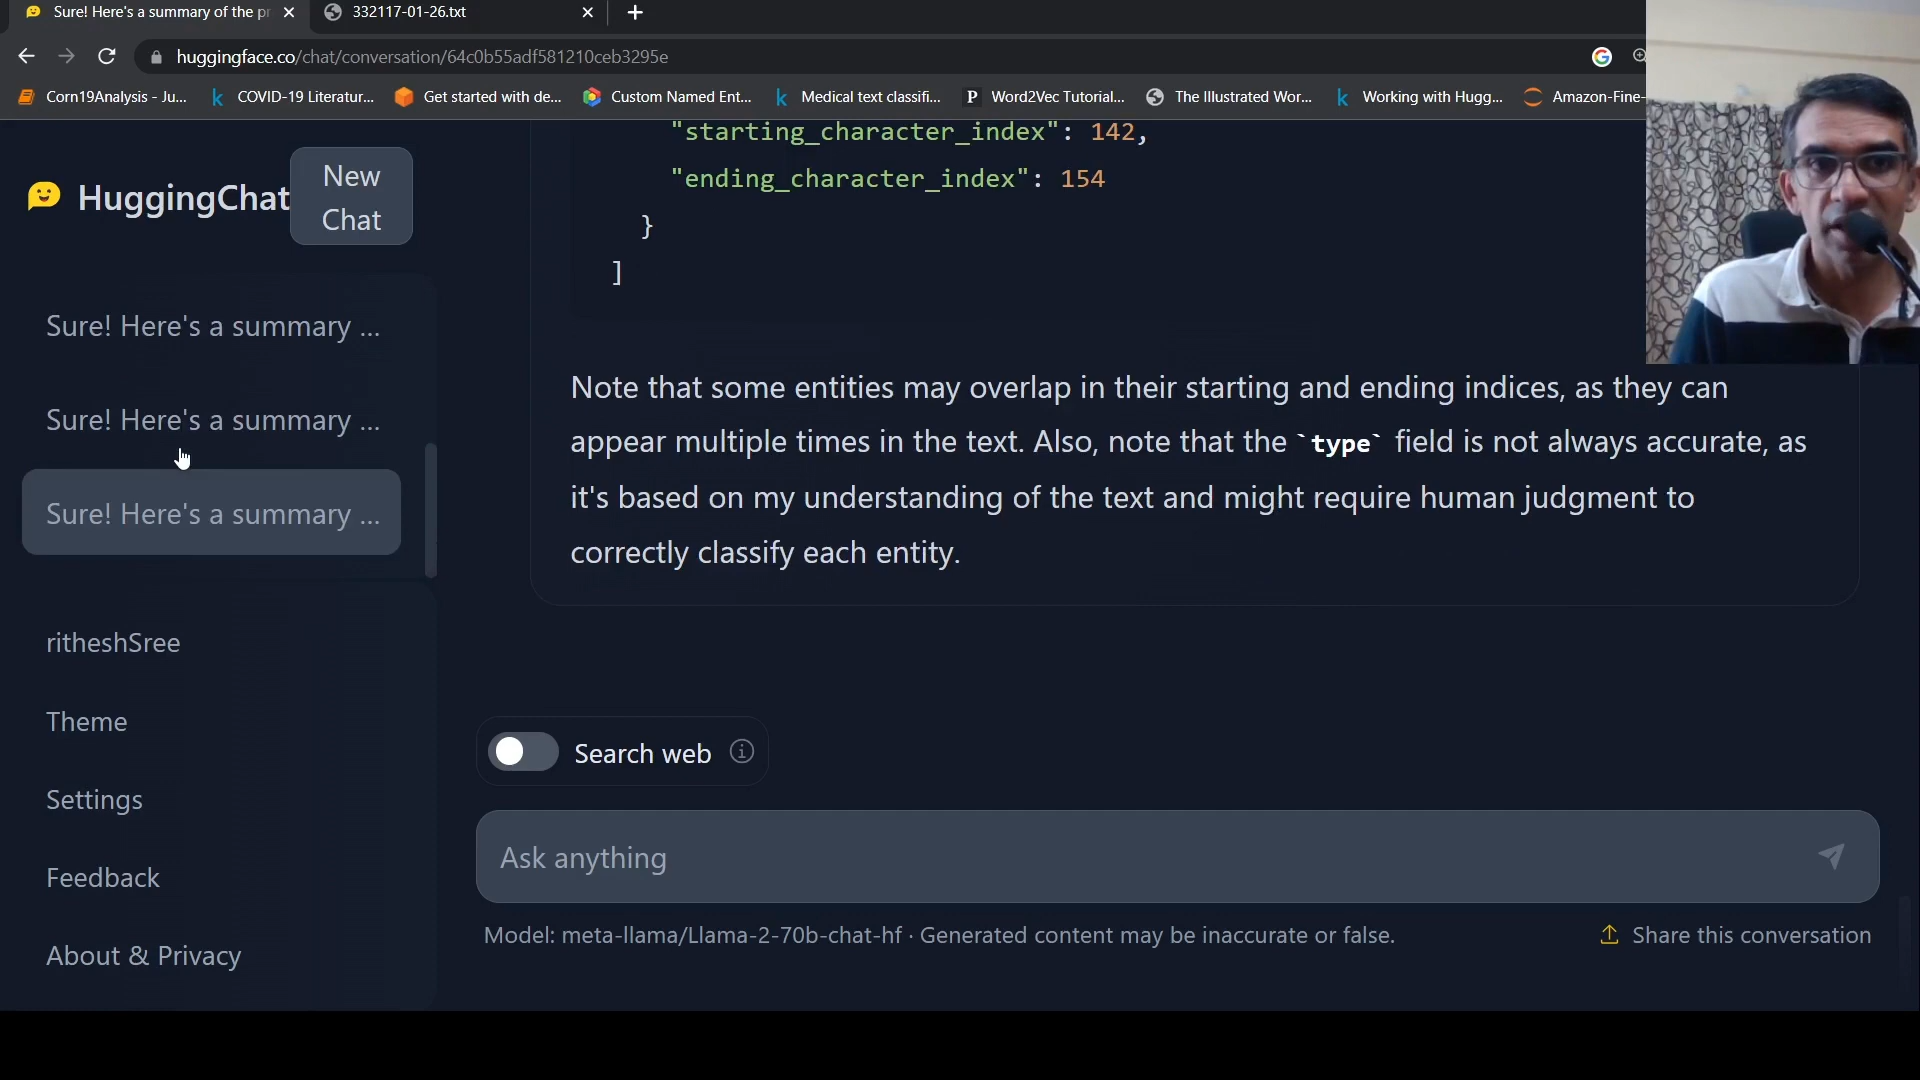 Sure! Here's a summary of the pr
332117-01-26.txt
huggingface.co/chat/conversation/64c0b55adf581210ceb3295e
Corn19Analysis - Ju...
COVID-19 Literatur...
Get started with de...
Custom Named Ent...
Medical text classifi...
Word2Vec Tutorial...
The Illustrated Wor...
Working with Hugg...
Amazon-Fine-
HuggingChat
New
Chat
Sure! Here's a summary ...
Sure! Here's a summary ...
Sure! Here's a summary ...
ritheshSree
Theme
Settings
Feedback
About & Privacy
"starting_character_index": 142,
"ending_character_index": 154
}
]
Note that some entities may overlap in their starting and ending indices, as they can
appear multiple times in the text. Also, note that the `type` field is not always accurate, as
it's based on my understanding of the text and might require human judgment to
correctly classify each entity.
Search web
Ask anything
Model: meta-llama/Llama-2-70b-chat-hf · Generated content may be inaccurate or false.
Share this conversation